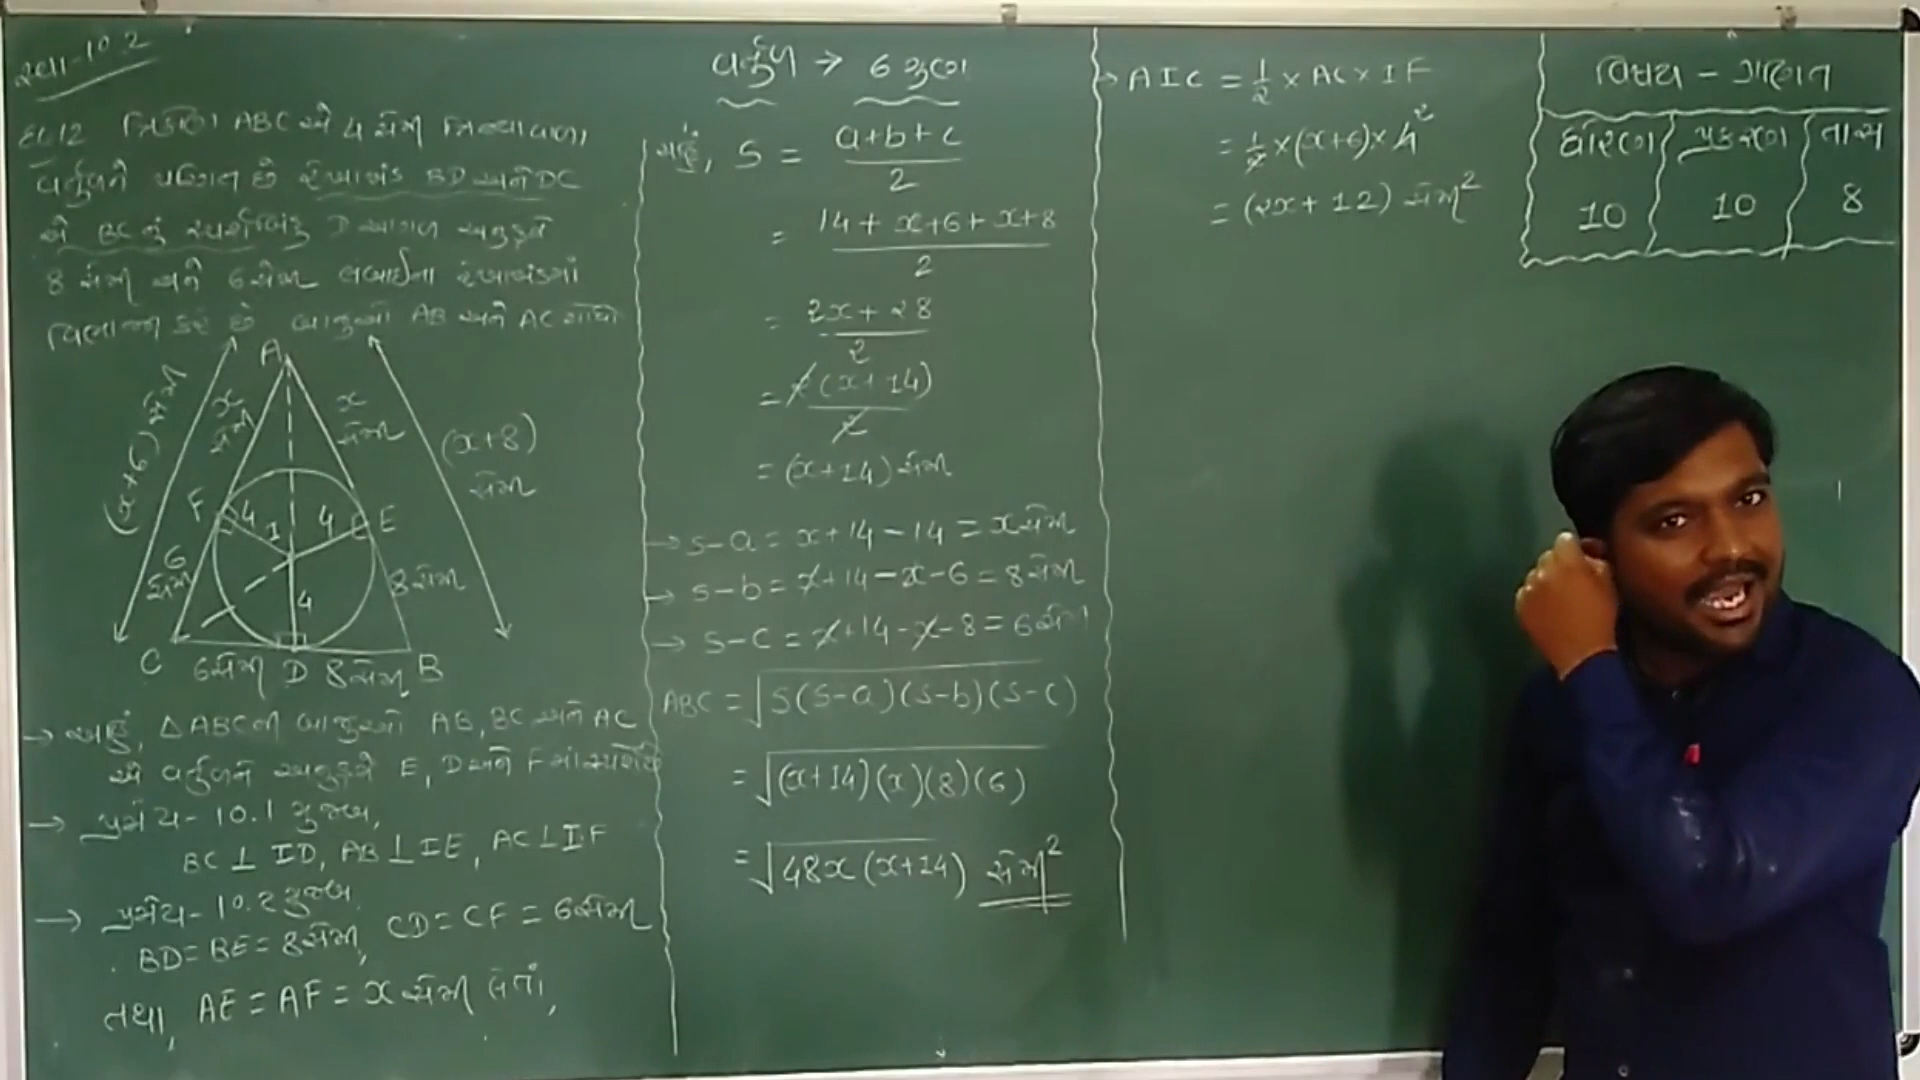 સ્વા-10.2
વર્તુળ → 6 ગુણ
દા.12 ત્રિકોણ ABC એ 4 સેમી ત્રિજ્યાવાળા
વર્તુળને પરિગત છે રેખાખંડ BD અને DC
એ BC નું સ્પર્શબિંદુ D આગળ અનુક્રમે
8 સેમી અને 6 સેમી લંબાઈના રેખાખંડમાં
વિભાજન કરે છે બાજુઓ AB અને AC શોધો
A
x સેમી
x સેમી
(x+6) સેમી
(x+8) સેમી
F 4 I 4 E
6 સેમી
4
8 સેમી
C 6 સેમી D 8 સેમી B
→ અહીં, △ABC ની બાજુઓ AB, BC અને AC
એ વર્તુળને અનુક્રમે E, D અને F માં સ્પર્શે છે
→ પ્રમેય-10.1 મુજબ,
BC ⊥ ID, AB ⊥ IE, AC ⊥ IF
→ પ્રમેય-10.2 મુજબ
BD = BE = 8 સેમી, CD = CF = 6 સેમી
તથા, AE = AF = x સેમી લેતાં,
અહીં, S = a+b+c / 2
= 14 + x+6 + x+8 / 2
= 2x + 28 / 2
= 2(x+14) / 2
= (x+14) સેમી
→ s-a = x+14-14 = x સેમી
→ s-b = x+14-x-6 = 8 સેમી
→ s-c = x+14-x-8 = 6 સેમી
ABC = √S(S-a)(S-b)(S-c)
= √(x+14)(x)(8)(6)
= √48x(x+14) સેમી²
→ AIC = 1/2 × AC × IF
= 1/2 × (x+6) × 4 2
= (2x+12) સેમી²
વિષય - ગણિત
ધોરણ પ્રકરણ તાસ
10 10 8